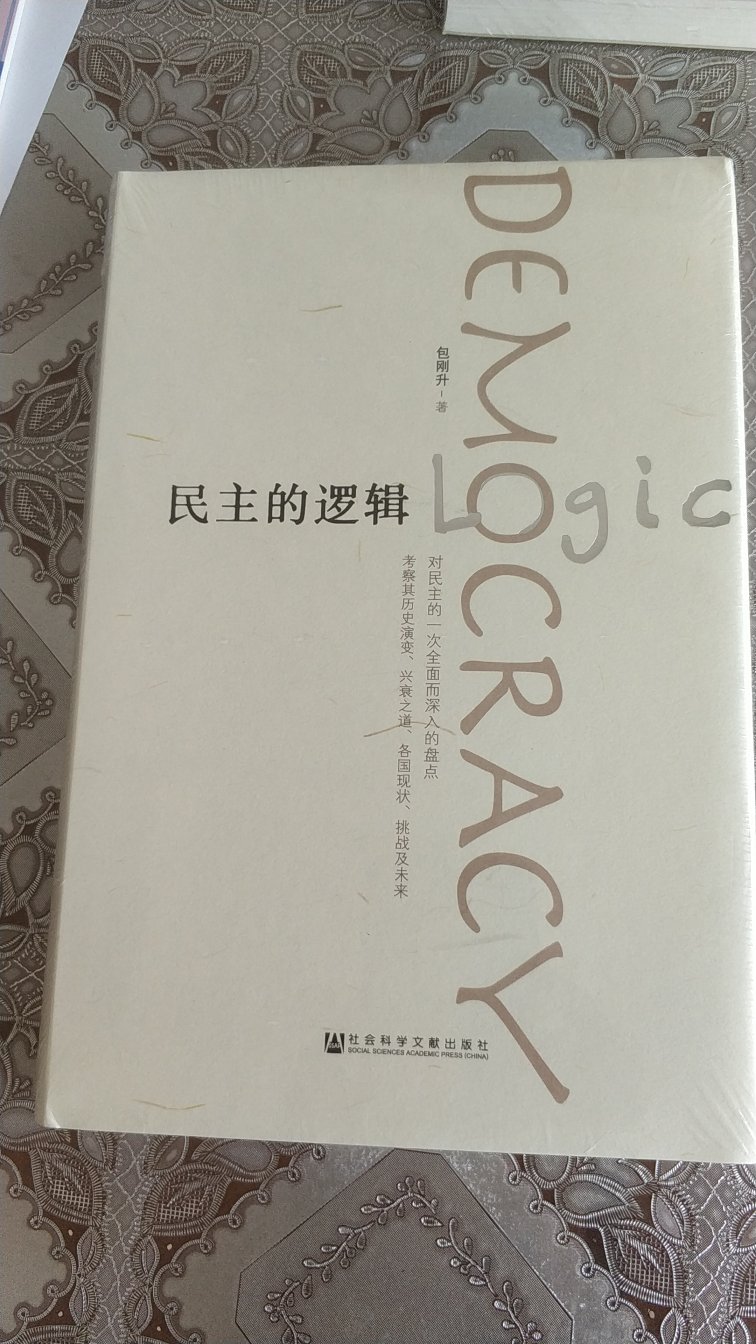 DEMOCRACY
包刚升 著
民主的逻辑
Logic
对民主的一次全面而深入的盘点
考察其历史演变、兴衰之道、各国现状、挑战及未来
社会科学文献出版社
SOCIAL SCIENCES ACADEMIC PRESS (CHINA)